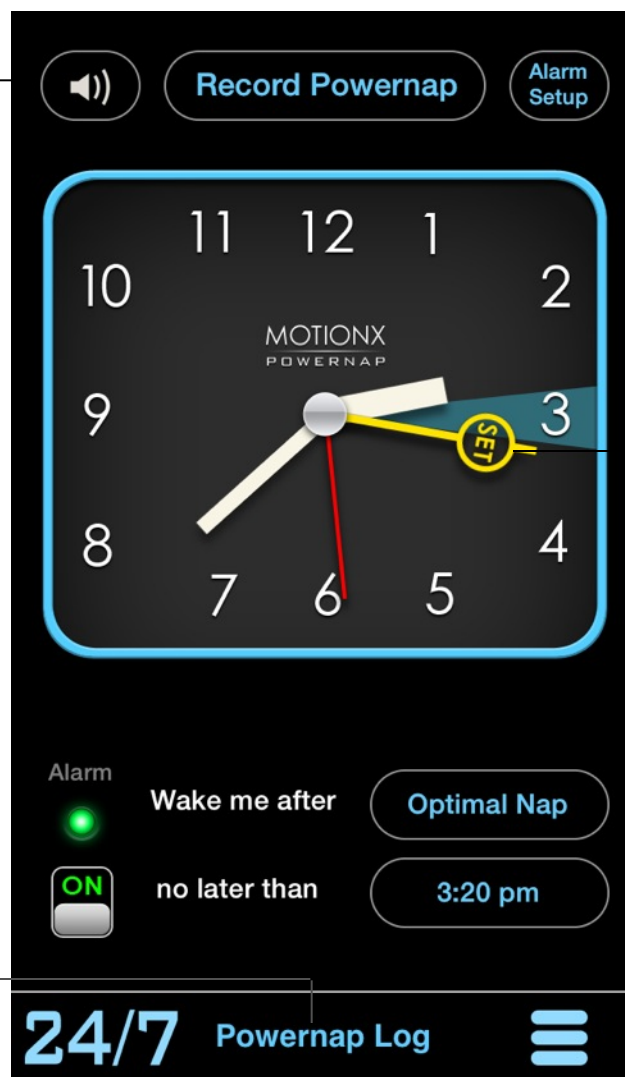 Record Powernap
Alarm
Setup
11 12 1
10 2
MOTIONX
POWERNAP
9 3
SET
8 4
7 6 5
Alarm
Wake me after Optimal Nap
ON no later than 3:20 pm
24/7 Powernap Log